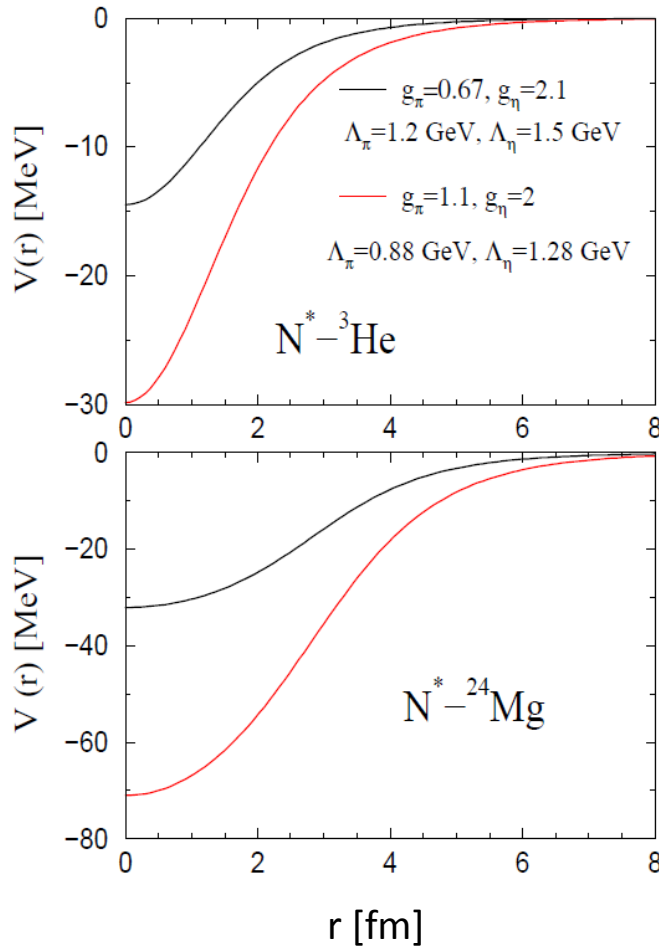 0
−10
−20
−30
V(r) [MeV]
g_π=0.67, g_η=2.1
Λ_π=1.2 GeV, Λ_η=1.5 GeV
g_π=1.1, g_η=2
Λ_π=0.88 GeV, Λ_η=1.28 GeV
N^*−^3He
0 2 4 6 8
0
−20
−40
−60
−80
V (r) [MeV]
N^*−^24Mg
0 2 4 6 8
r [fm]